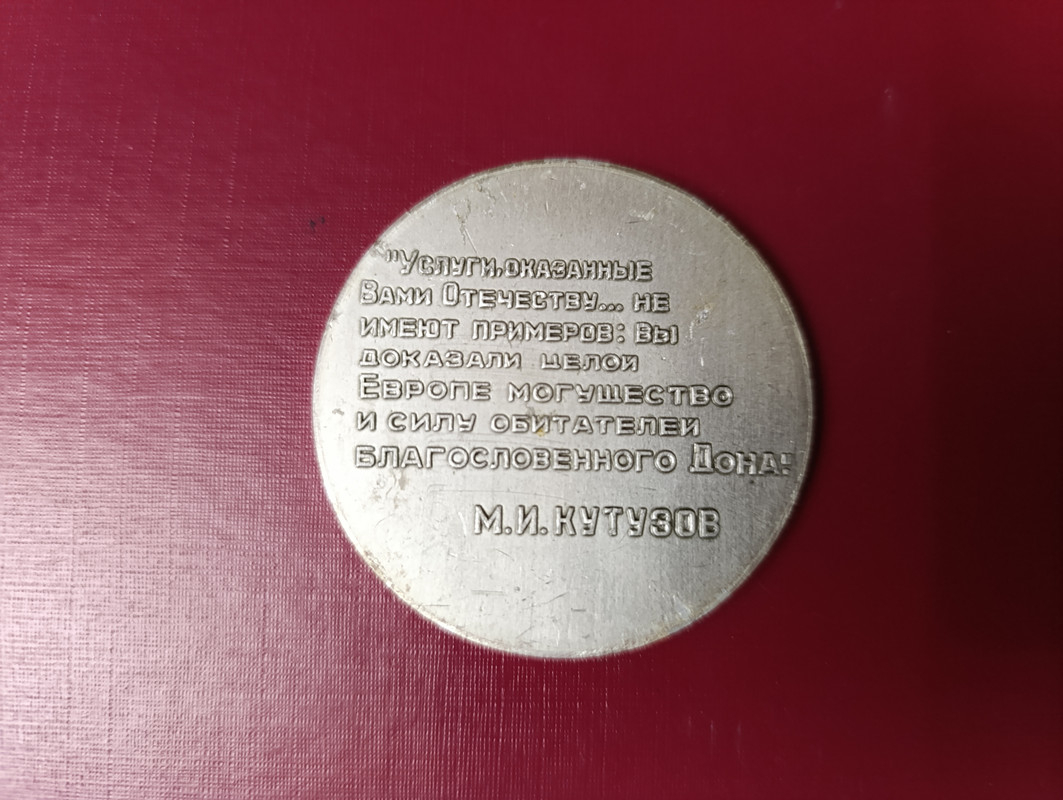 "Услуги, оказанные
Вами Отечеству... не
имеют примеров: Вы
доказали целой
Европе могущество
и силу обитателей
благословенного Дона."
М.И. КУТУЗОВ